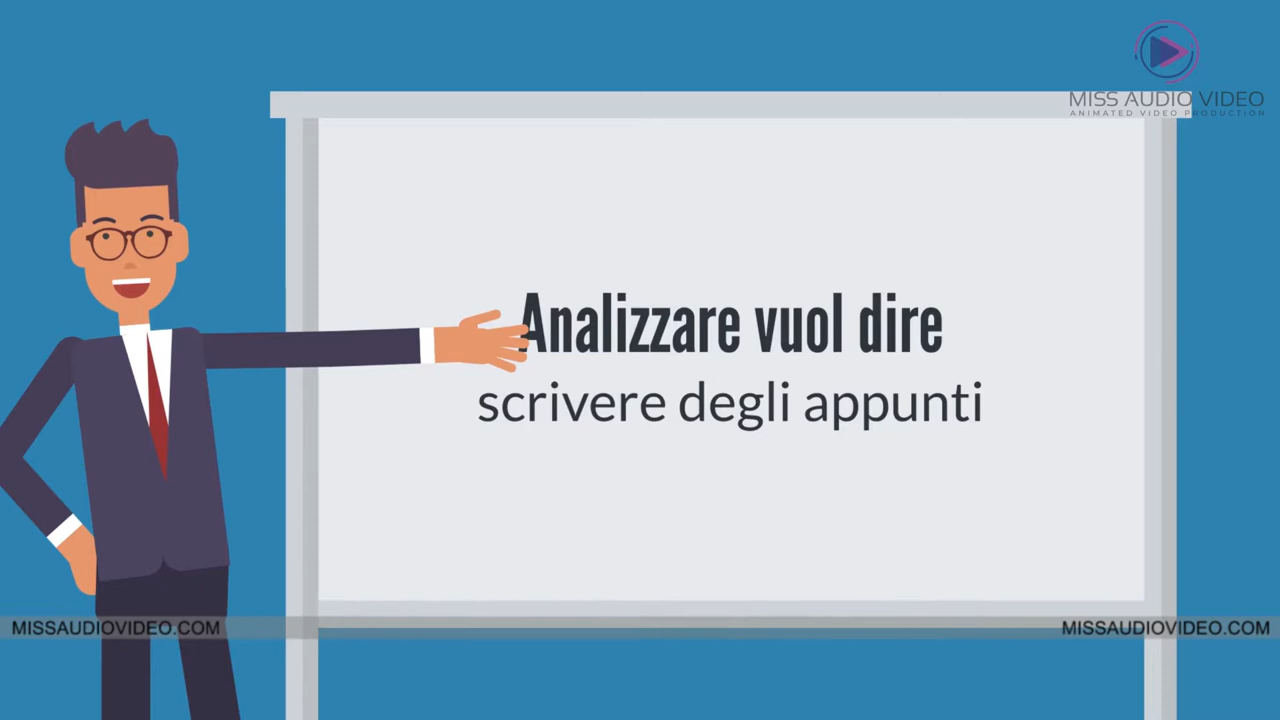 MISS AUDIO VIDEO
ANIMATED VIDEO PRODUCTION
Analizzare vuol dire
scrivere degli appunti
MISSAUDIOVIDEO.COM
MISSAUDIOVIDEO.COM